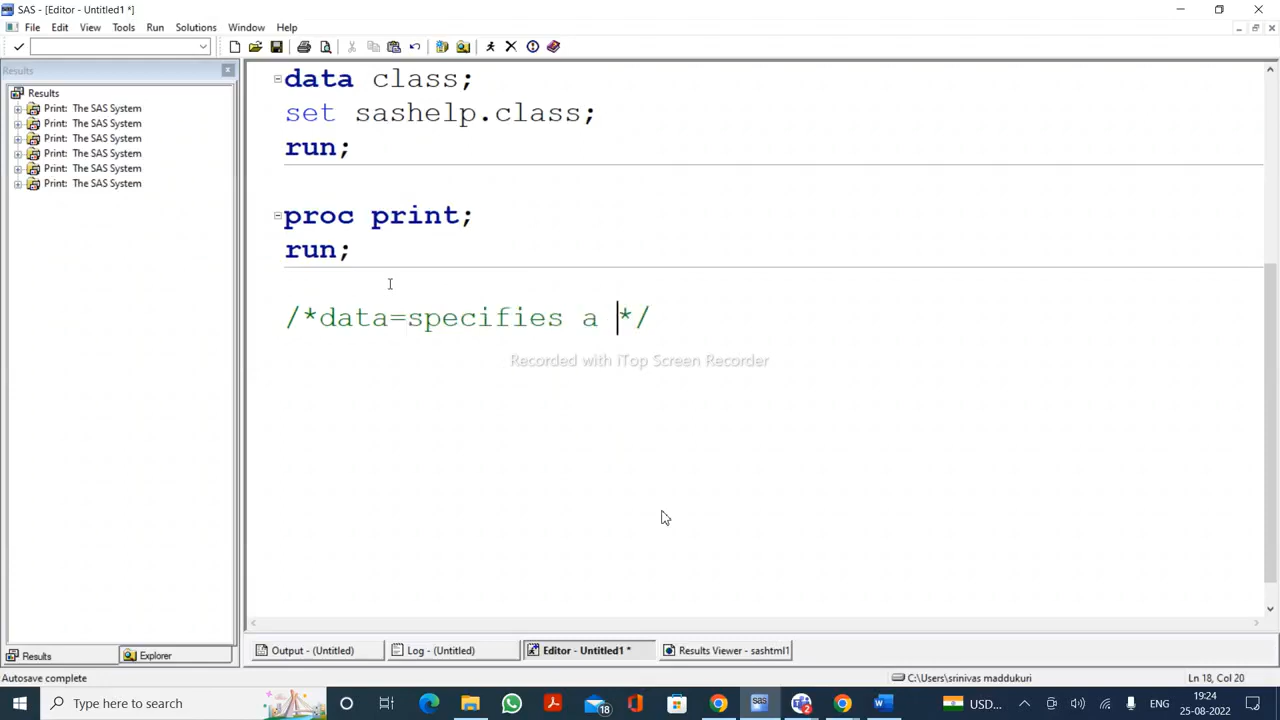 SAS - [Editor - Untitled1 *]
File Edit View Tools Run Solutions Window Help
Results
Results
Print: The SAS System
Print: The SAS System
Print: The SAS System
Print: The SAS System
Print: The SAS System
Print: The SAS System
data class;
set sashelp.class;
run;
proc print;
run;
/*data=specifies a */
Recorded with iTop Screen Recorder
Results Explorer
Output - (Untitled) Log - (Untitled) Editor - Untitled1 * Results Viewer - sashtml1
Autosave complete C:\Users\srinivas maddukuri Ln 18, Col 20
Type here to search 18 SAS 2 USD... 19:24
25-08-2022